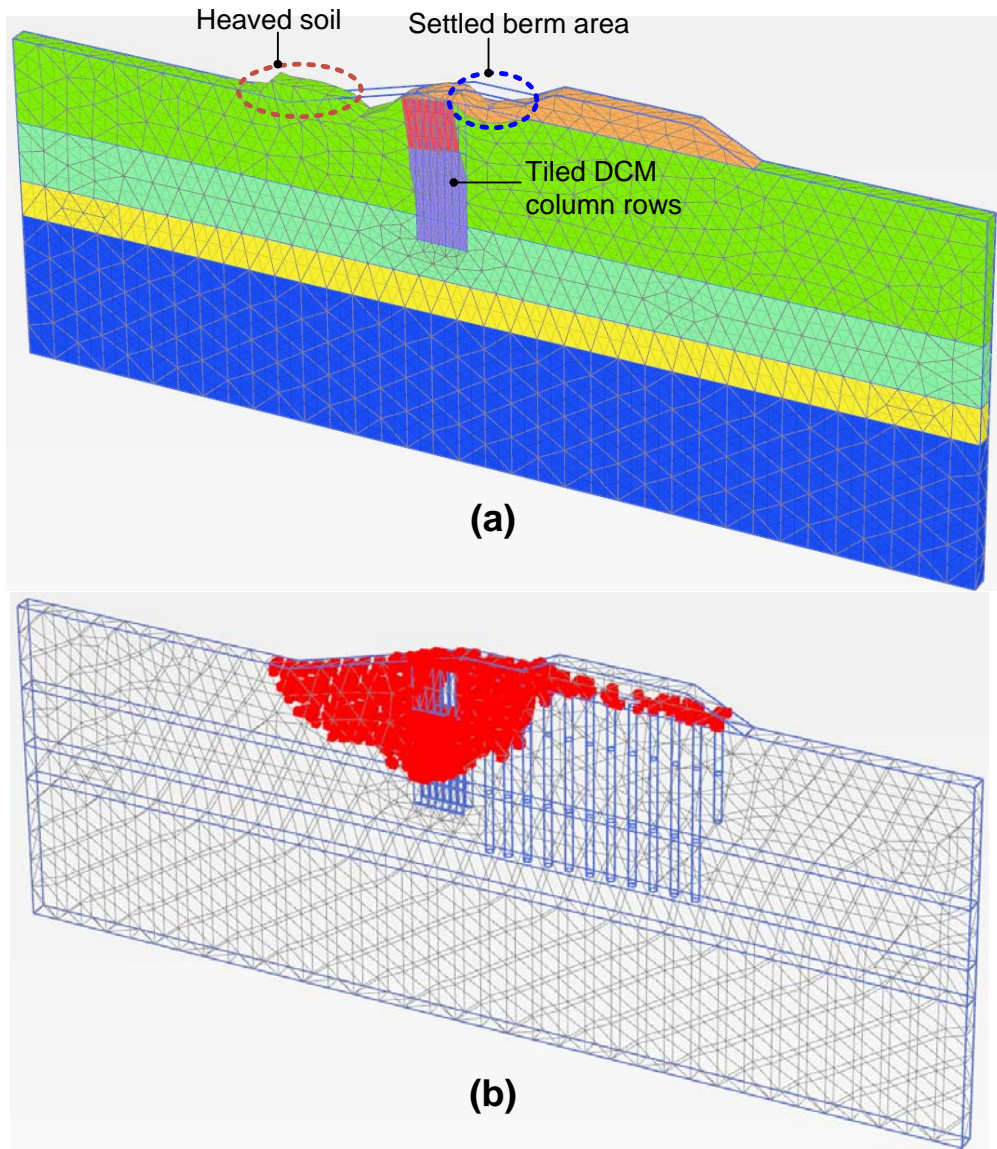 Heaved soil
Settled berm area
Tiled DCM
column rows
(a)
(b)